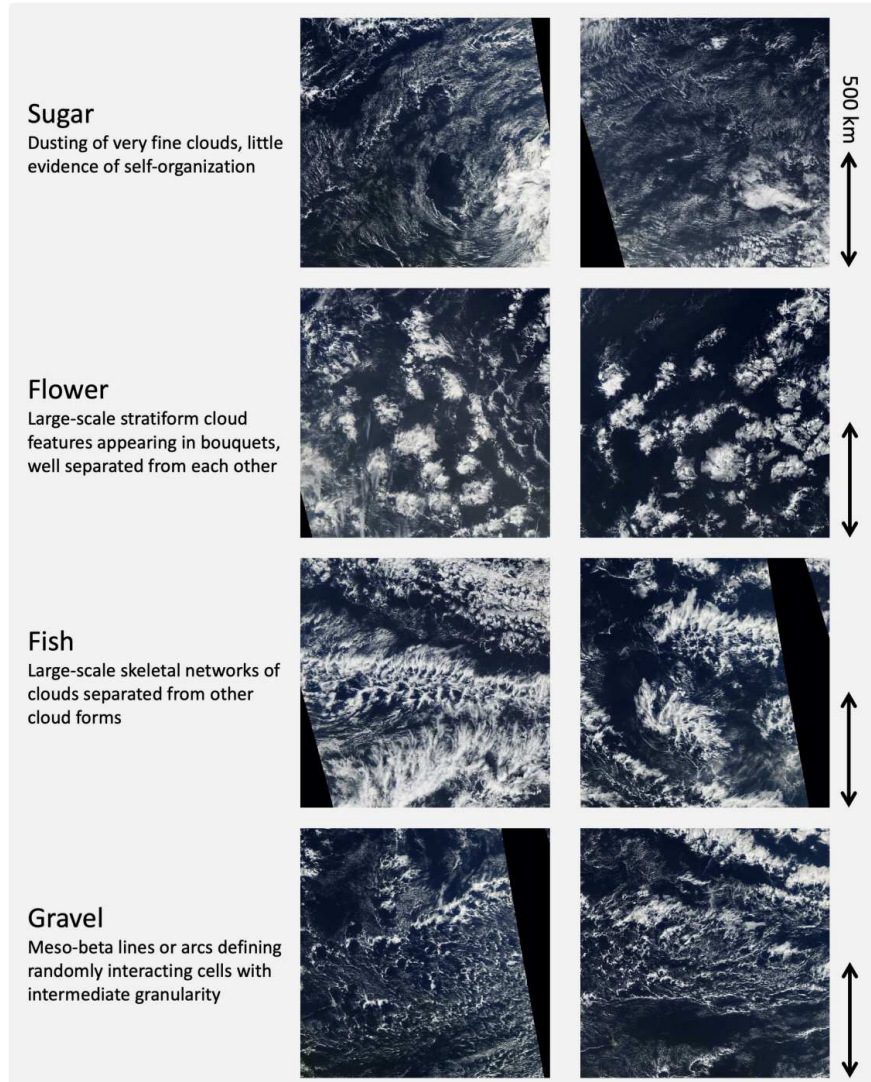 Sugar
Dusting of very fine clouds, little
evidence of self-organization
500 km
Flower
Large-scale stratiform cloud
features appearing in bouquets,
well separated from each other
Fish
Large-scale skeletal networks of
clouds separated from other
cloud forms
Gravel
Meso-beta lines or arcs defining
randomly interacting cells with
intermediate granularity